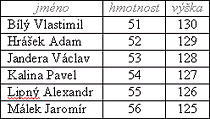 jméno hmotnost výška
Bílý Vlastimil 51 130
Hrášek Adam 52 129
Jandera Václav 53 128
Kalina Pavel 54 127
Lipný Alexandr 55 126
Málek Jaromír 56 125